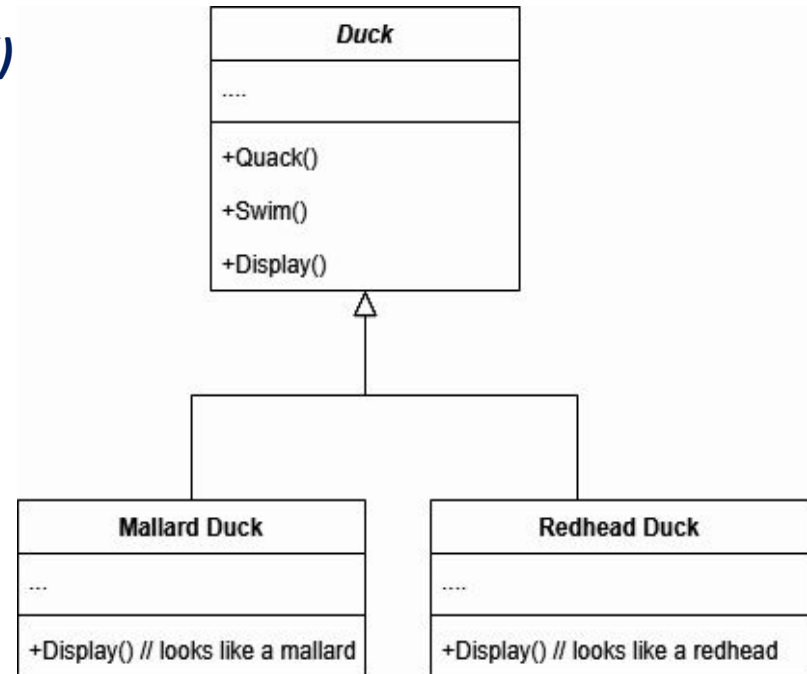 )
Duck
....
+Quack()
+Swim()
+Display()
Mallard Duck
...
+Display() // looks like a mallard
Redhead Duck
....
+Display() // looks like a redhead